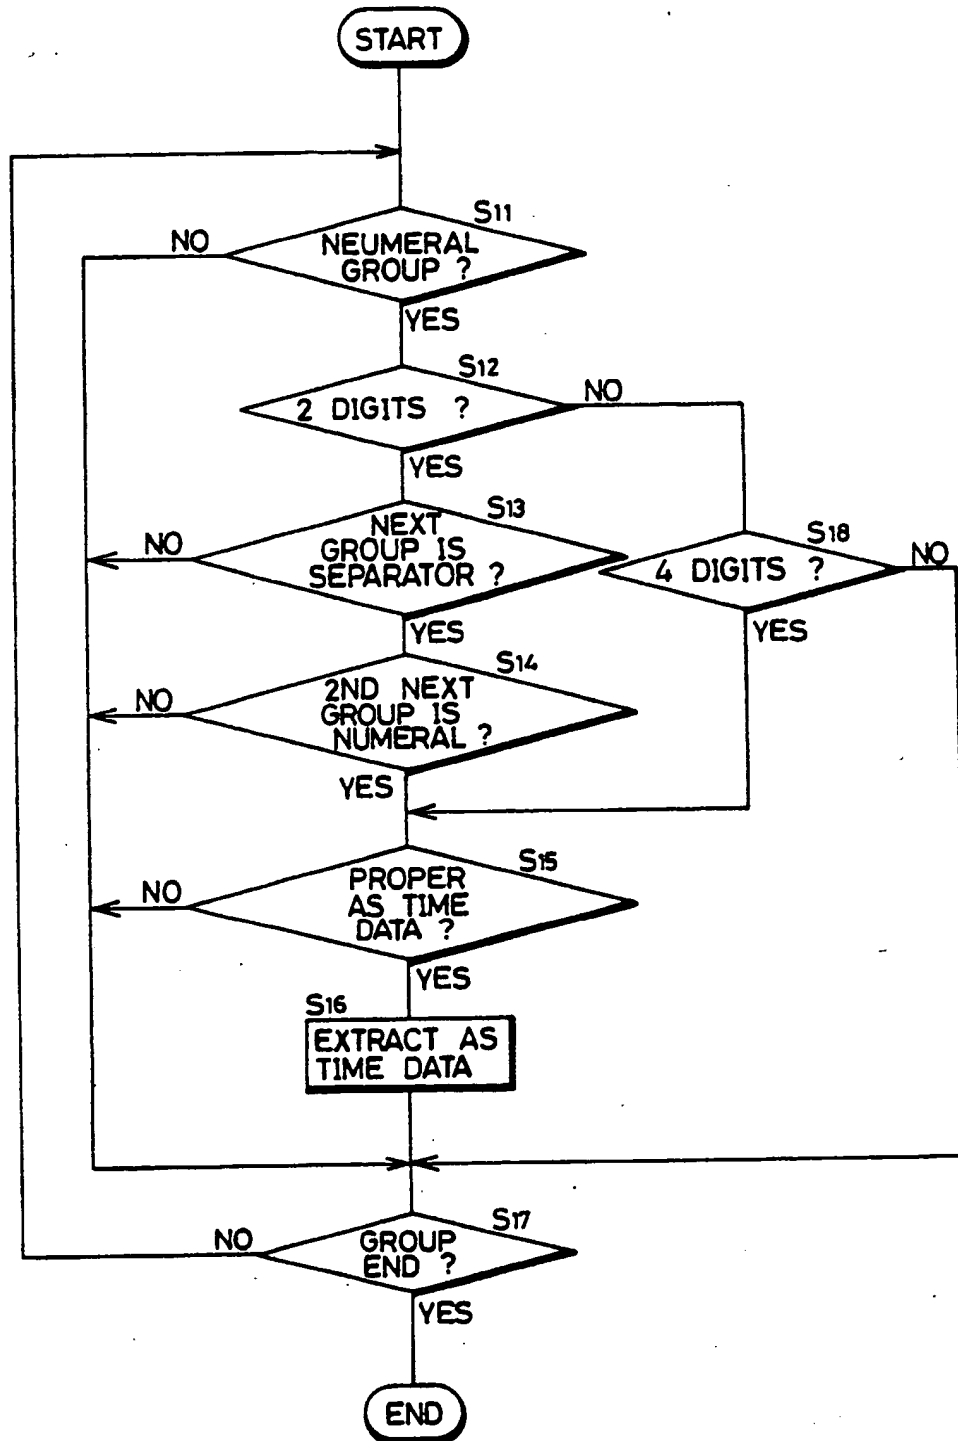 START
S11
NO
NEUMERAL
GROUP ?
YES
S12
2 DIGITS ?
NO
YES
S13
NEXT
GROUP IS
SEPARATOR ?
NO
YES
S18
4 DIGITS ?
NO
YES
S14
2ND NEXT
GROUP IS
NUMERAL ?
NO
YES
S15
PROPER
AS TIME
DATA ?
NO
YES
S16
EXTRACT AS
TIME DATA
S17
GROUP
END ?
NO
YES
END